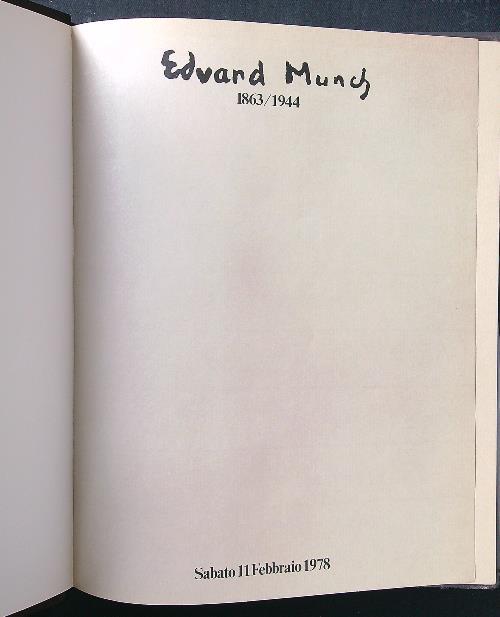 Edvard Munch
1863/1944
Sabato 11 Febbraio 1978